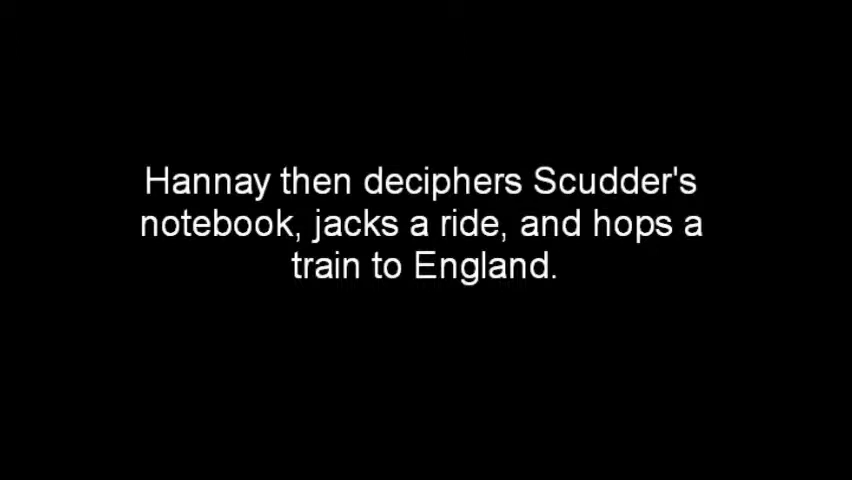 Hannay then deciphers Scudder's
notebook, jacks a ride, and hops a
train to England.